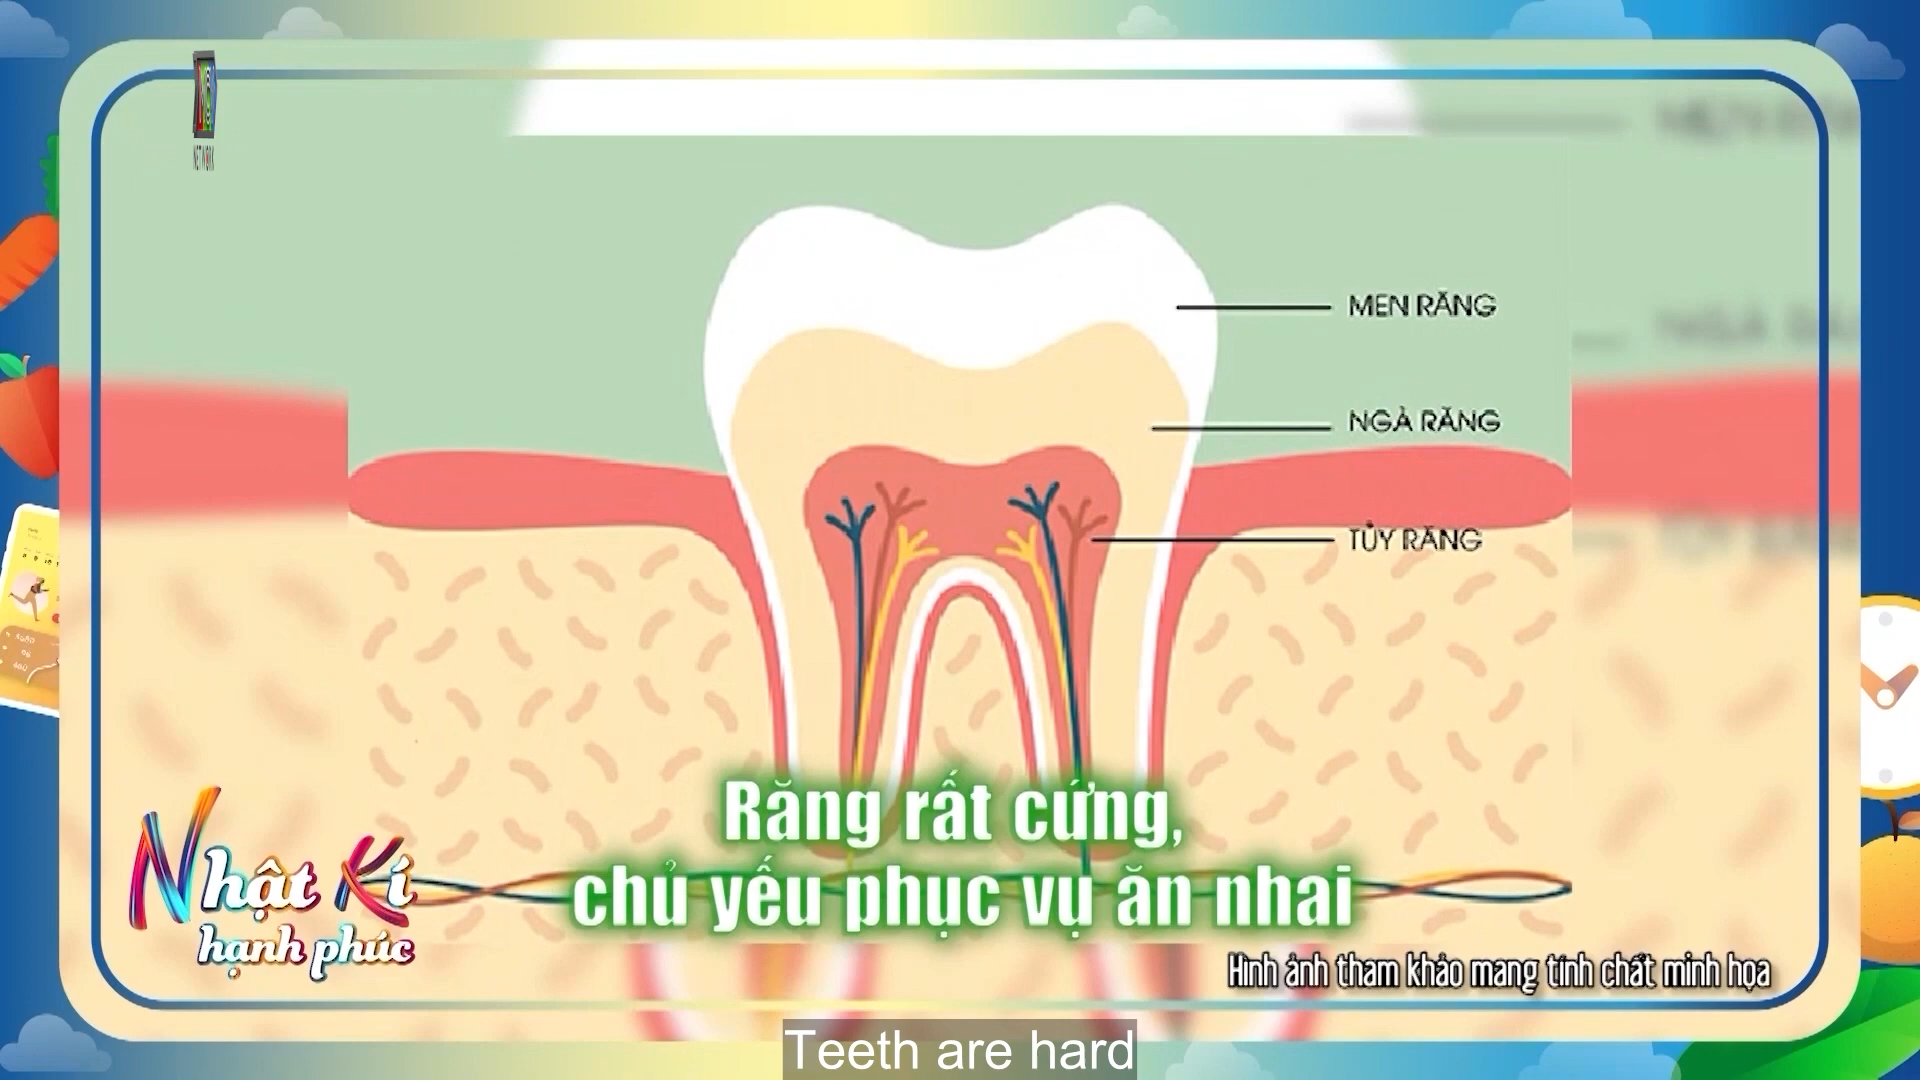 NETWORK
MEN RĂNG
NGÀ RĂNG
TỦY RĂNG
Răng rất cứng,
chủ yếu phục vụ ăn nhai
Nhật Kí
hạnh phúc
Hình ảnh tham khảo mang tính chất minh họa
Teeth are hard